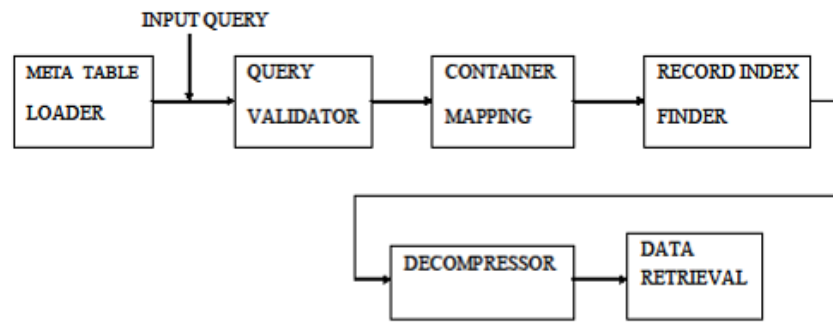 INPUT QUERY
META TABLE
LOADER
QUERY
VALIDATOR
CONTAINER
MAPPING
RECORD INDEX
FINDER
DECOMPRESSOR
DATA
RETRIEVAL